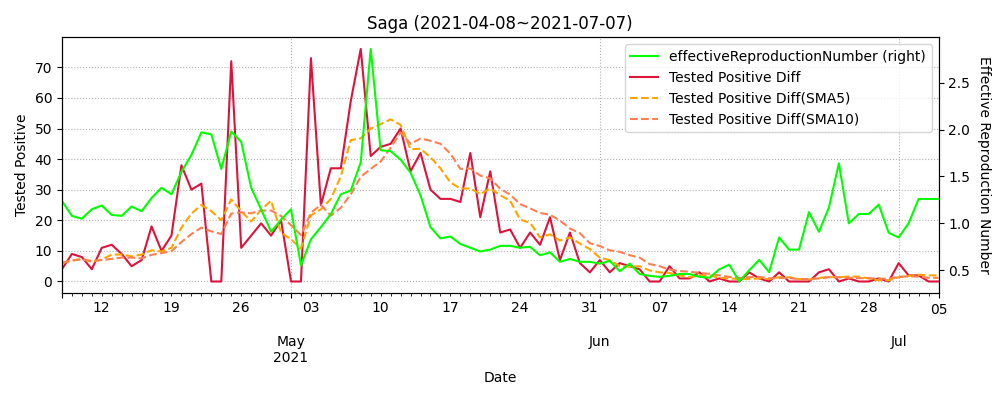 Saga (2021-04-08~2021-07-07)
effectiveReproductionNumber (right)
Tested Positive Diff
Tested Positive Diff(SMA5)
Tested Positive Diff(SMA10)
Tested Positive
70
60
50
40
30
20
10
0
Effective Reproduction Number
2.5
2.0
1.5
1.0
0.5
12 19 26 03 10 17 24 31 07 14 21 28 05
May Jun Jul
2021
Date